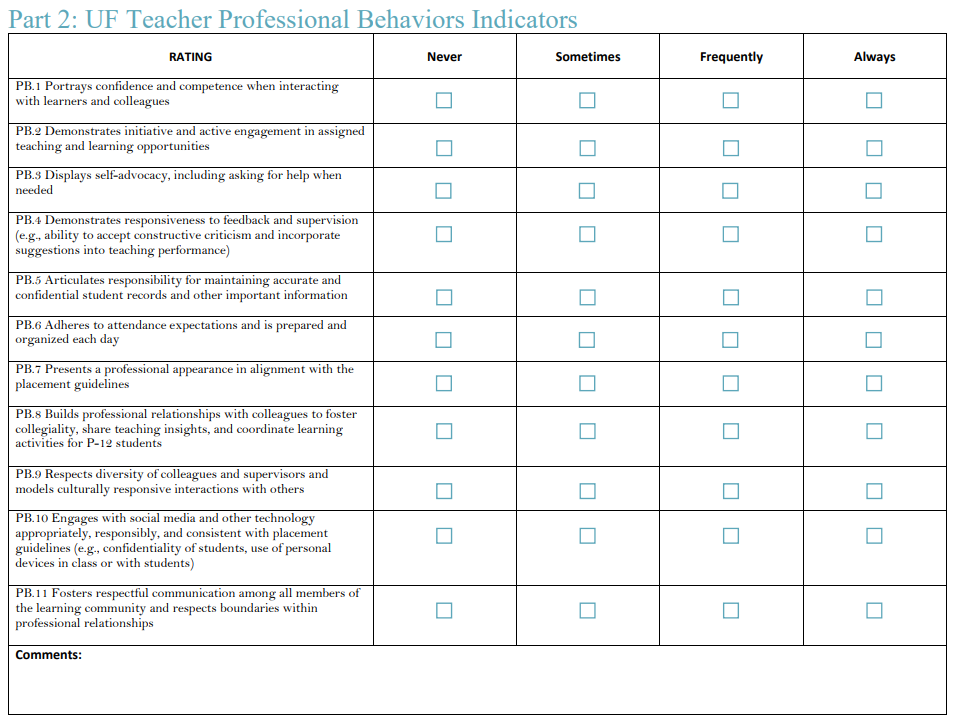 Part 2: UF Teacher Professional Behaviors Indicators
RATING Never Sometimes Frequently Always
PB.1 Portrays confidence and competence when interacting
with learners and colleagues
PB.2 Demonstrates initiative and active engagement in assigned
teaching and learning opportunities
PB.3 Displays self-advocacy, including asking for help when
needed
PB.4 Demonstrates responsiveness to feedback and supervision
(e.g., ability to accept constructive criticism and incorporate
suggestions into teaching performance)
PB.5 Articulates responsibility for maintaining accurate and
confidential student records and other important information
PB.6 Adheres to attendance expectations and is prepared and
organized each day
PB.7 Presents a professional appearance in alignment with the
placement guidelines
PB.8 Builds professional relationships with colleagues to foster
collegiality, share teaching insights, and coordinate learning
activities for P-12 students
PB.9 Respects diversity of colleagues and supervisors and
models culturally responsive interactions with others
PB.10 Engages with social media and other technology
appropriately, responsibly, and consistent with placement
guidelines (e.g., confidentiality of students, use of personal
devices in class or with students)
PB.11 Fosters respectful communication among all members of
the learning community and respects boundaries within
professional relationships
Comments: